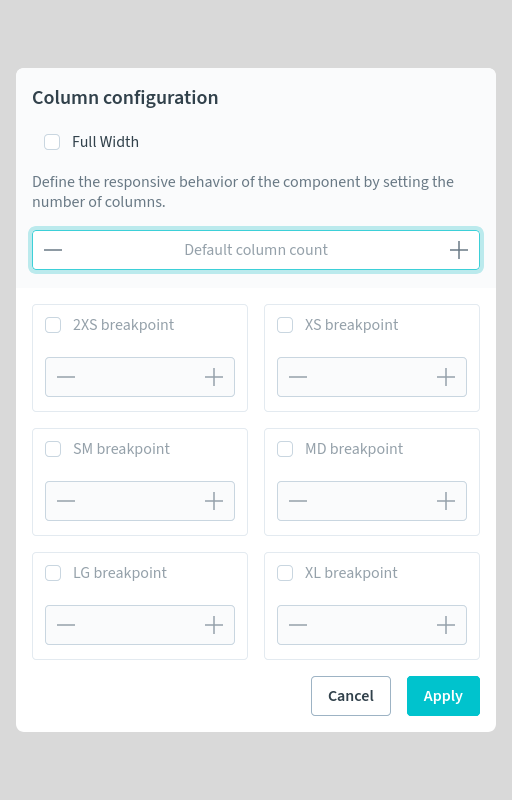 Column configuration
Full Width
Define the responsive behavior of the component by setting the
number of columns.
Default column count
2XS breakpoint
XS breakpoint
SM breakpoint
MD breakpoint
LG breakpoint
XL breakpoint
Cancel
Apply